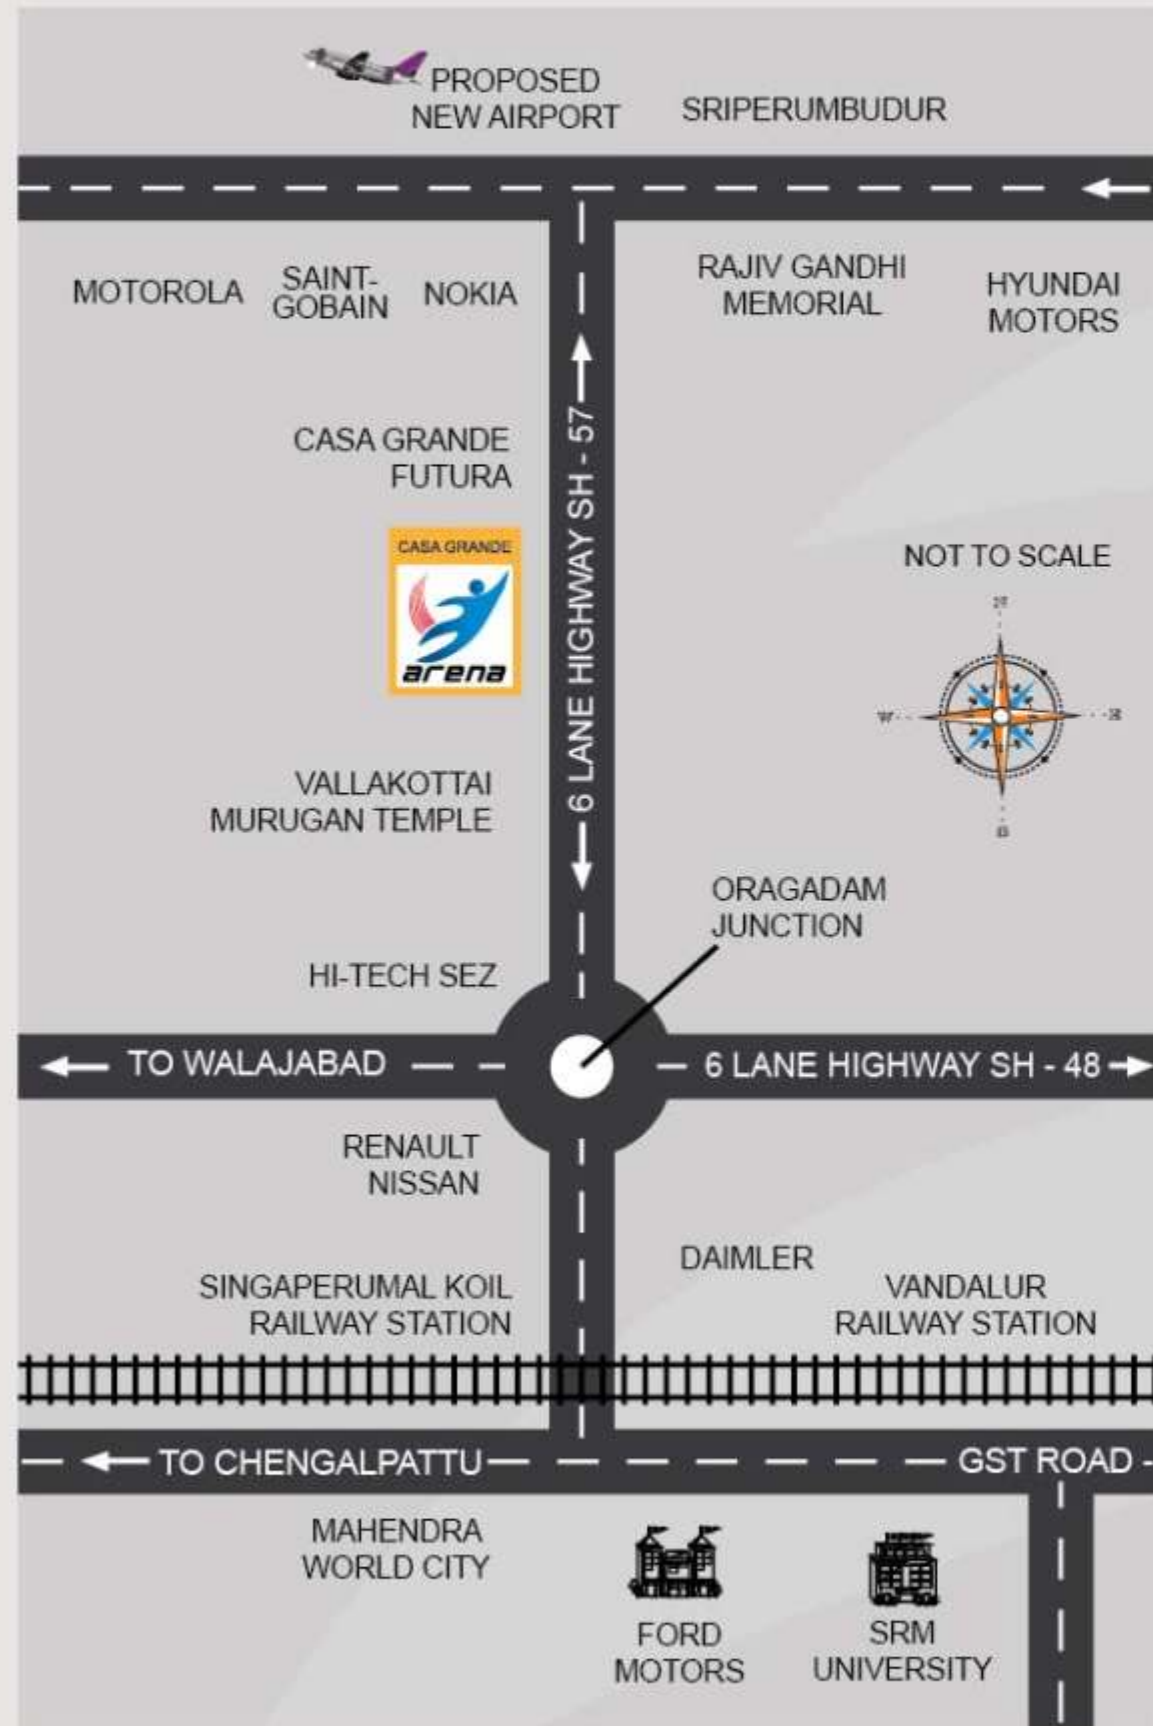 PROPOSED
NEW AIRPORT
SRIPERUMBUDUR
MOTOROLA
SAINT-
GOBAIN
NOKIA
RAJIV GANDHI
MEMORIAL
HYUNDAI
MOTORS
CASA GRANDE
FUTURA
6 LANE HIGHWAY SH - 57
CASA GRANDE
arena
NOT TO SCALE
N
W
VALLAKOTTAI
MURUGAN TEMPLE
ORAGADAM
JUNCTION
HI-TECH SEZ
TO WALAJABAD
6 LANE HIGHWAY SH - 48
RENAULT
NISSAN
DAIMLER
SINGAPERUMAL KOIL
RAILWAY STATION
VANDALUR
RAILWAY STATION
TO CHENGALPATTU
GST ROAD -
MAHENDRA
WORLD CITY
FORD
MOTORS
SRM
UNIVERSITY